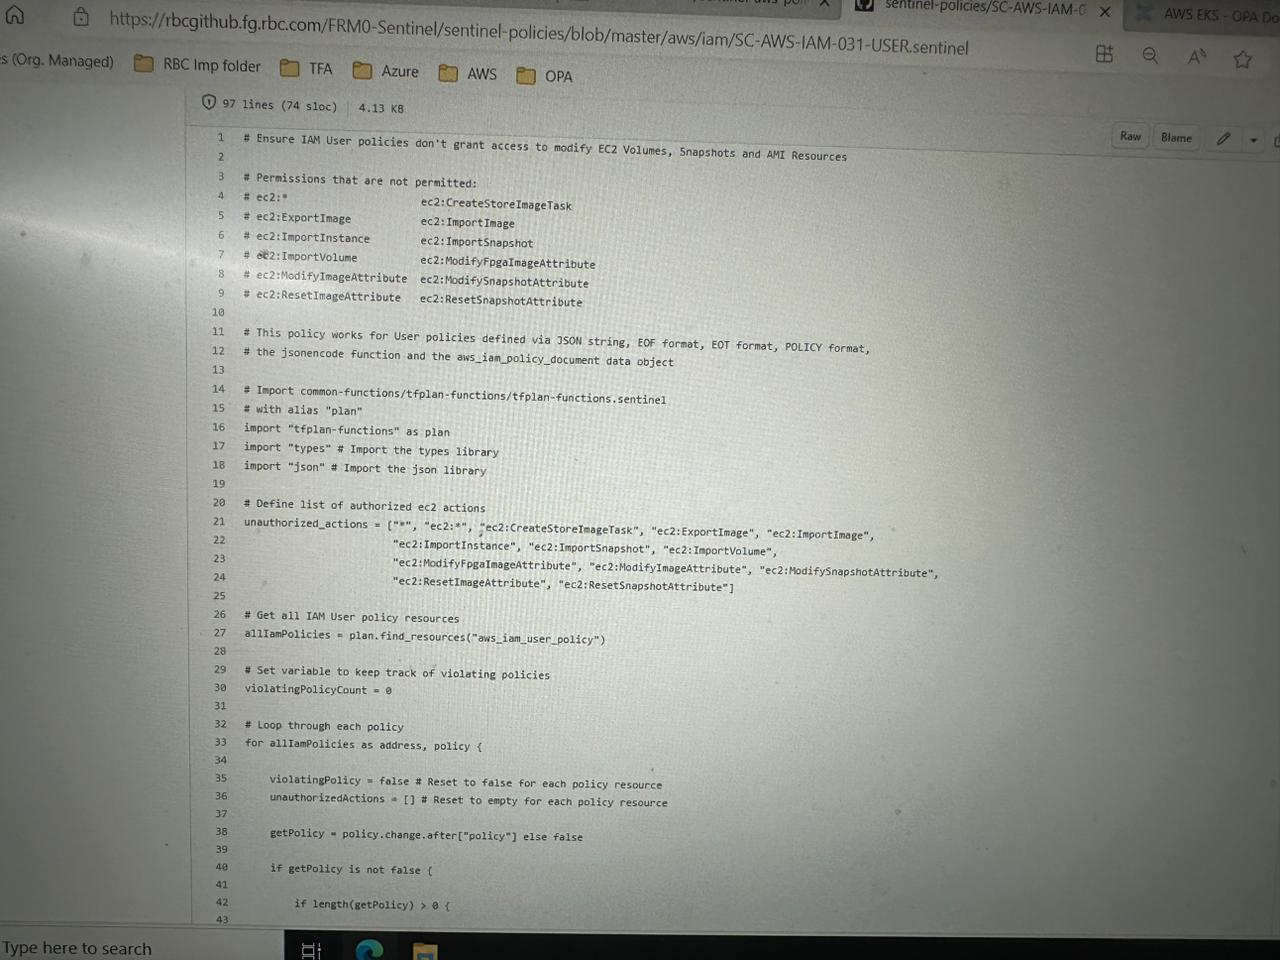 sentinel-policies/SC-AWS-IAM-0
AWS EKS - OPA Do
https://rbcgithub.fg.rbc.com/FRM0-Sentinel/sentinel-policies/blob/master/aws/iam/SC-AWS-IAM-031-USER.sentinel
s (Org. Managed) RBC Imp folder TFA Azure AWS OPA
97 lines (74 sloc) 4.13 KB
Raw Blame
1 # Ensure IAM User policies don't grant access to modify EC2 Volumes, Snapshots and AMI Resources
2
3 # Permissions that are not permitted:
4 # ec2:* ec2:CreateStoreImageTask
5 # ec2:ExportImage ec2:ImportImage
6 # ec2:ImportInstance ec2:ImportSnapshot
7 # ec2:ImportVolume ec2:ModifyFpgaImageAttribute
8 # ec2:ModifyImageAttribute ec2:ModifySnapshotAttribute
9 # ec2:ResetImageAttribute ec2:ResetSnapshotAttribute
10
11 # This policy works for User policies defined via JSON string, EOF format, EOT format, POLICY format,
12 # the jsonencode function and the aws_iam_policy_document data object
13
14 # Import common-functions/tfplan-functions/tfplan-functions.sentinel
15 # with alias "plan"
16 import "tfplan-functions" as plan
17 import "types" # Import the types library
18 import "json" # Import the json library
19
20 # Define list of authorized ec2 actions
21 unauthorized_actions = ["*", "ec2:*", "ec2:CreateStoreImageTask", "ec2:ExportImage", "ec2:ImportImage",
22 "ec2:ImportInstance", "ec2:ImportSnapshot", "ec2:ImportVolume",
23 "ec2:ModifyFpgaImageAttribute", "ec2:ModifyImageAttribute", "ec2:ModifySnapshotAttribute",
24 "ec2:ResetImageAttribute", "ec2:ResetSnapshotAttribute"]
25
26 # Get all IAM User policy resources
27 allIamPolicies = plan.find_resources("aws_iam_user_policy")
28
29 # Set variable to keep track of violating policies
30 violatingPolicyCount = 0
31
32 # Loop through each policy
33 for allIamPolicies as address, policy {
34
35 violatingPolicy = false # Reset to false for each policy resource
36 unauthorizedActions = [] # Reset to empty for each policy resource
37
38 getPolicy = policy.change.after["policy"] else false
39
40 if getPolicy is not false {
41
42 if length(getPolicy) > 0 {
43
Type here to search